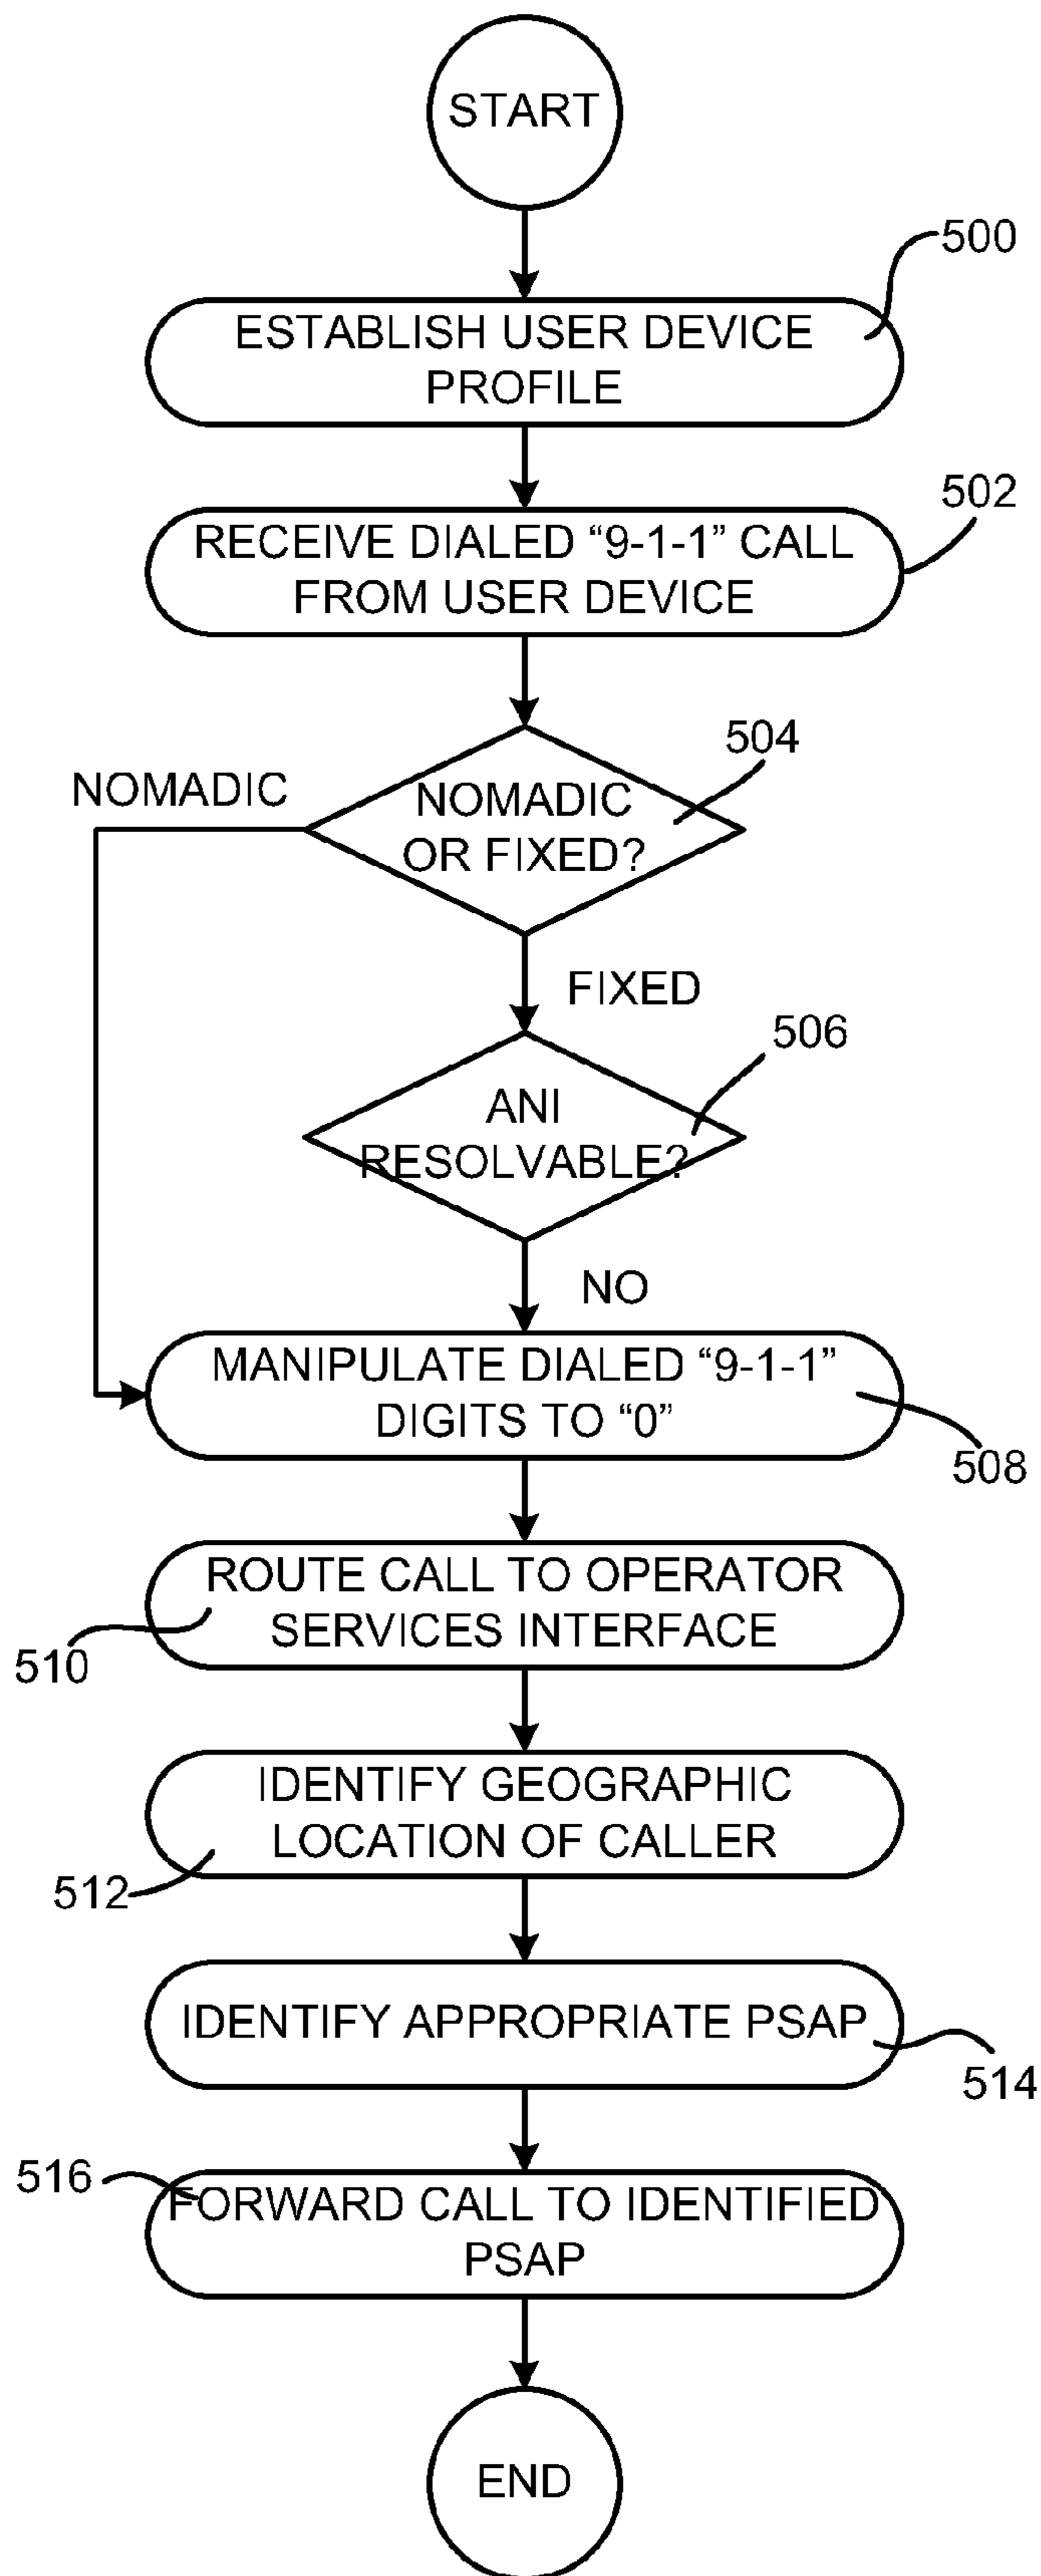 START
500
ESTABLISH USER DEVICE
PROFILE
502
RECEIVE DIALED “9-1-1” CALL
FROM USER DEVICE
504
NOMADIC
NOMADIC
OR FIXED?
FIXED
506
ANI
RESOLVABLE?
NO
MANIPULATE DIALED “9-1-1”
DIGITS TO “0”
508
ROUTE CALL TO OPERATOR
SERVICES INTERFACE
510
IDENTIFY GEOGRAPHIC
LOCATION OF CALLER
512
IDENTIFY APPROPRIATE PSAP
514
516
FORWARD CALL TO IDENTIFIED
PSAP
END